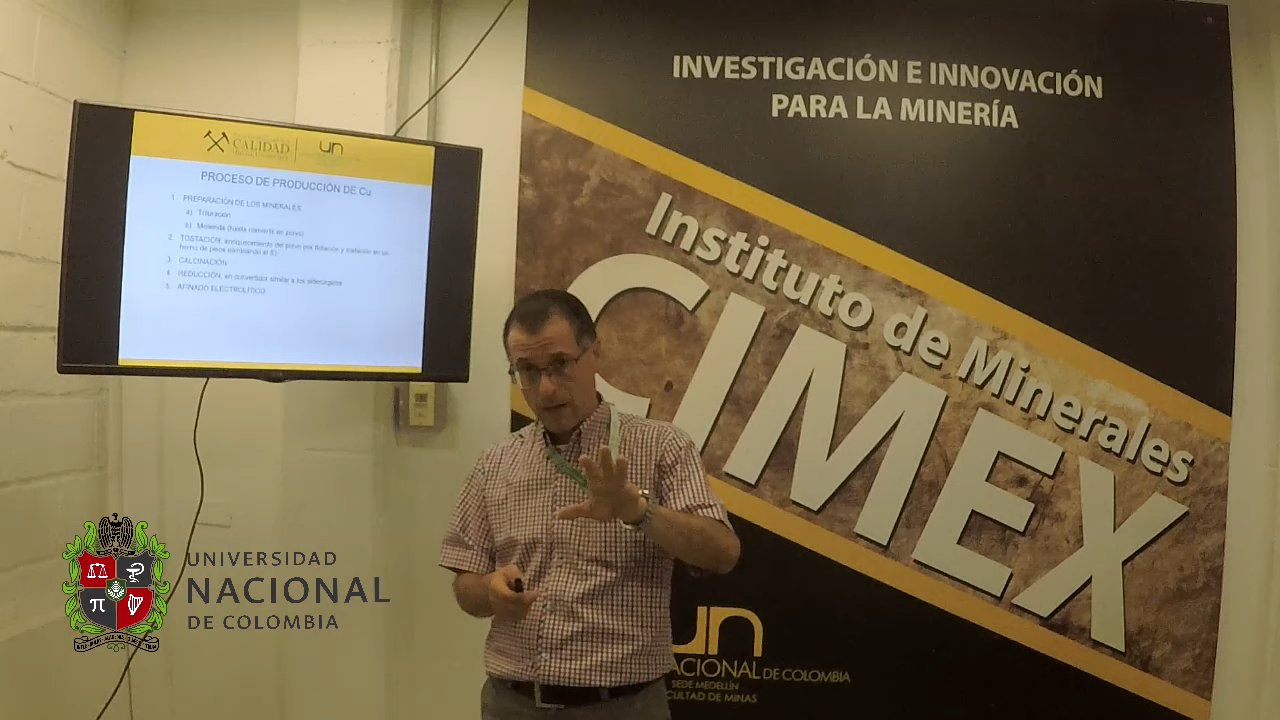 INVESTIGACIÓN E INNOVACIÓN
PARA LA MINERÍA
Instituto de Minerales
CIMEX
CALIDAD
un
PROCESO DE PRODUCCIÓN DE Cu
1. PREPARACIÓN DE LOS MINERALES
a) Trituración
b) Molienda (hasta convertir en polvo)
2. TOSTACIÓN, enriquecimiento del polvo por flotación y tostación en un
horno de pisos eliminando el S)
3. CALCINACIÓN
4. REDUCCIÓN, en convertidor similar a los siderúrgicos
5. AFINADO ELECTROLÍTICO
UNIVERSIDAD
NACIONAL
DE COLOMBIA
un
ACIONAL DE COLOMBIA
SEDE MEDELLÍN
CULTAD DE MINAS